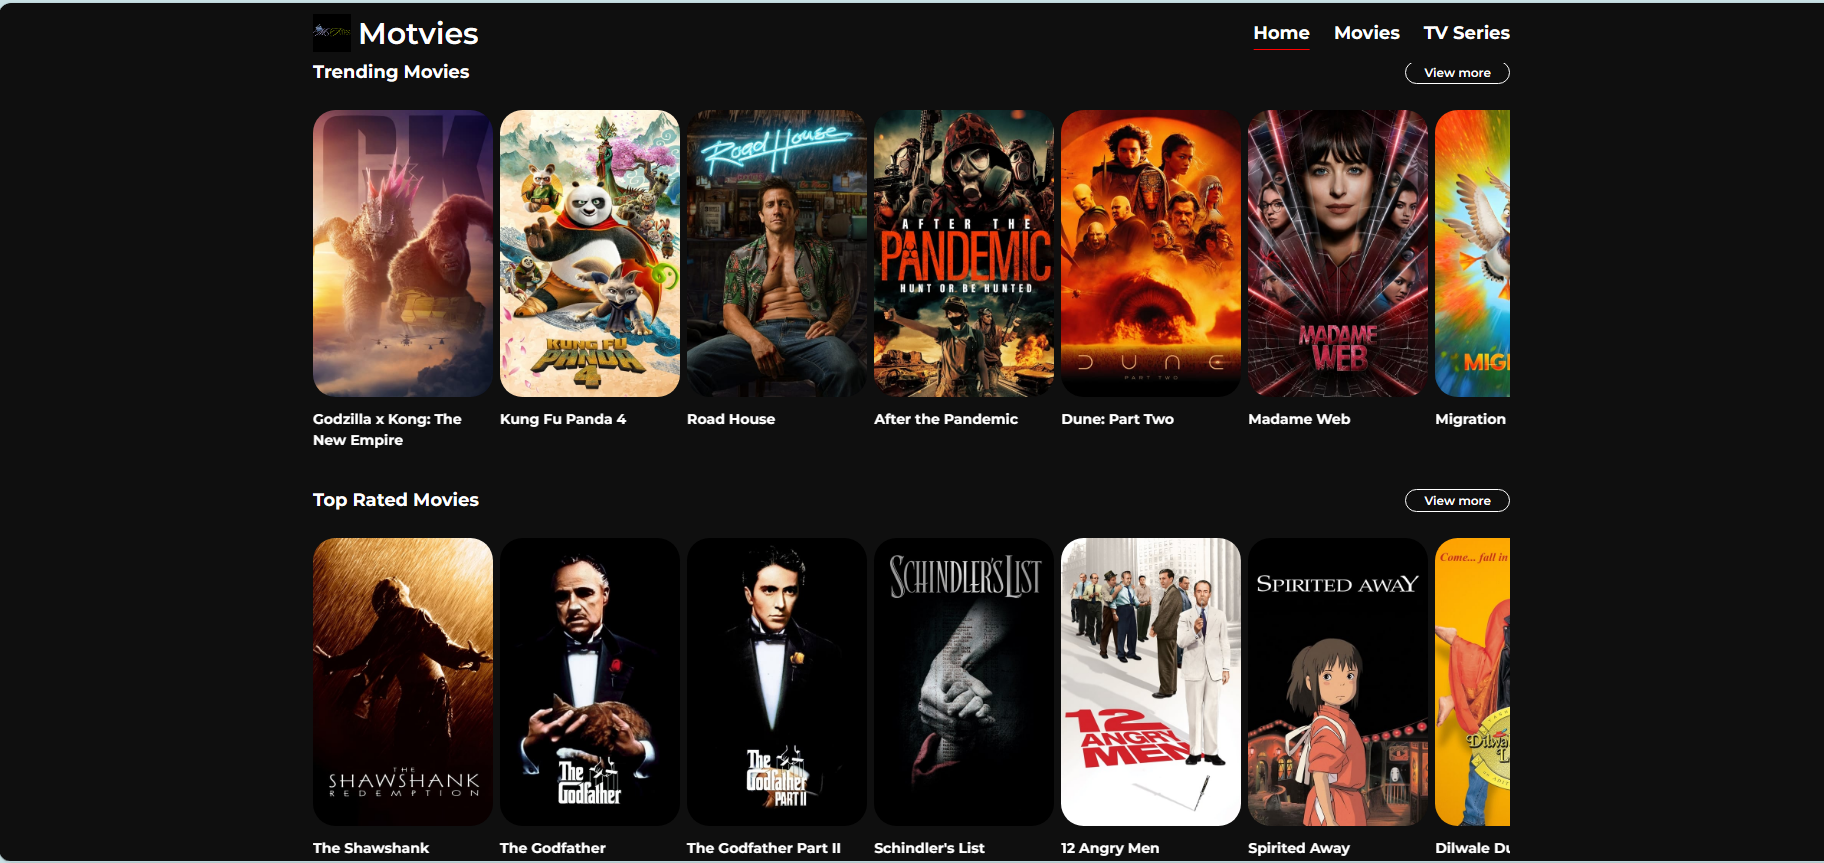 Motvies
Home Movies TV Series
Trending Movies
View more
GK
Road House
AFTER THE
PANDEMIC
HUNT OR BE HUNTED
KUNG FU
PANDA
4
DUNE
PART TWO
MADAME
WEB
MIG
Godzilla x Kong: The
New Empire
Kung Fu Panda 4
Road House
After the Pandemic
Dune: Part Two
Madame Web
Migration
Top Rated Movies
View more
THE
SHAWSHANK
REDEMPTION
The
Godfather
The
Godfather
PART II
SCHINDLER'S LIST
12
ANGRY
MEN
SPIRITED AWAY
Come... fall in
Dilwa
The Shawshank
The Godfather
The Godfather Part II
Schindler's List
12 Angry Men
Spirited Away
Dilwale Du